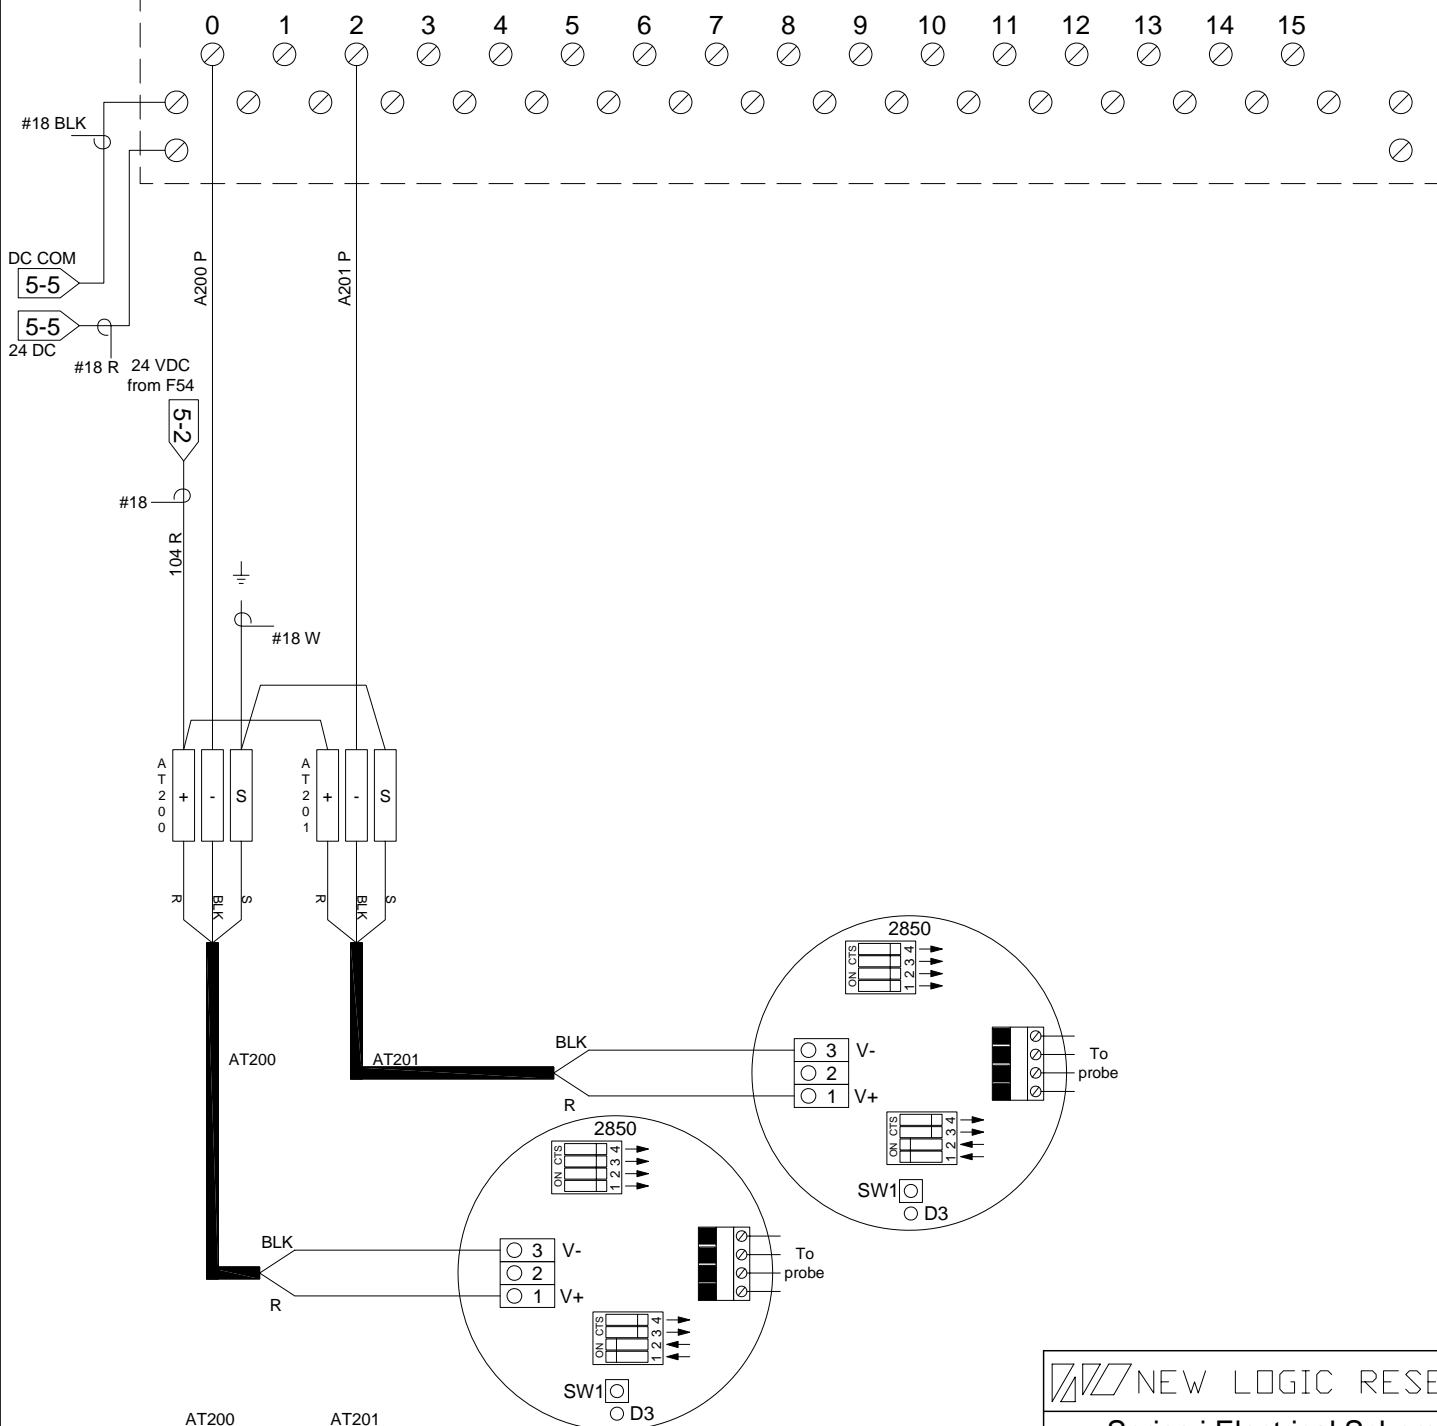 0 1 2 3 4 5 6 7 8 9 10 11 12 13 14 15
#18 BLK
DC COM
5-5
5-5
24 DC
#18 R
24 VDC
from F54
5-2
#18
104 R
A200 P
A201 P
#18 W
AT200
+ - S
AT201
+ - S
R BLK S
R BLK S
AT200
AT201
BLK
R
2850
ON CTS
1 2 3 4
3 V-
2
1 V+
To
probe
ON CTS
1 2 3 4
SW1
D3
BLK
R
2850
ON CTS
1 2 3 4
3 V-
2
1 V+
To
probe
ON CTS
1 2 3 4
SW1
D3
AT200 AT201
NEW LOGIC RESE